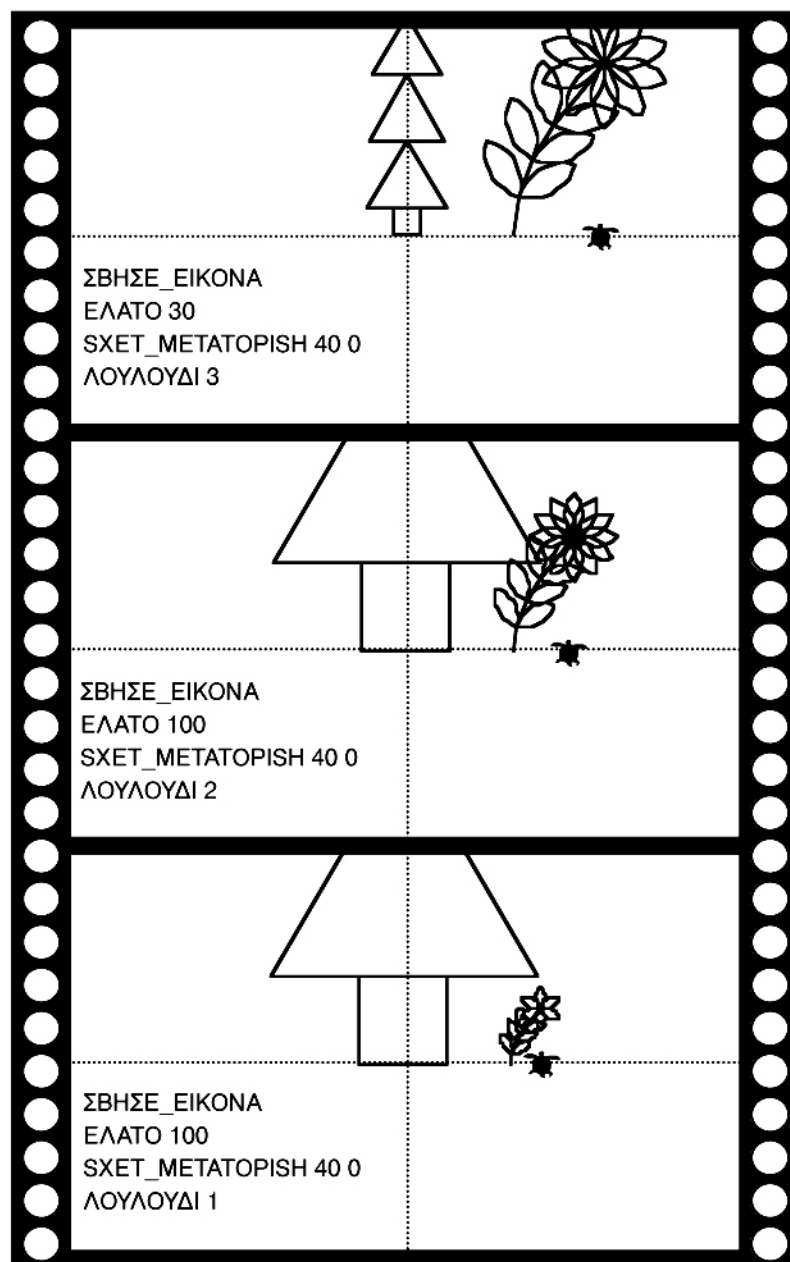 ΣΒΗΣΕ_ΕΙΚΟΝΑ
ΕΛΑΤΟ 30
SXET_METATOPISH 40 0
ΛΟΥΛΟΥΔΙ 3
ΣΒΗΣΕ_ΕΙΚΟΝΑ
ΕΛΑΤΟ 100
SXET_METATOPISH 40 0
ΛΟΥΛΟΥΔΙ 2
ΣΒΗΣΕ_ΕΙΚΟΝΑ
ΕΛΑΤΟ 100
SXET_METATOPISH 40 0
ΛΟΥΛΟΥΔΙ 1